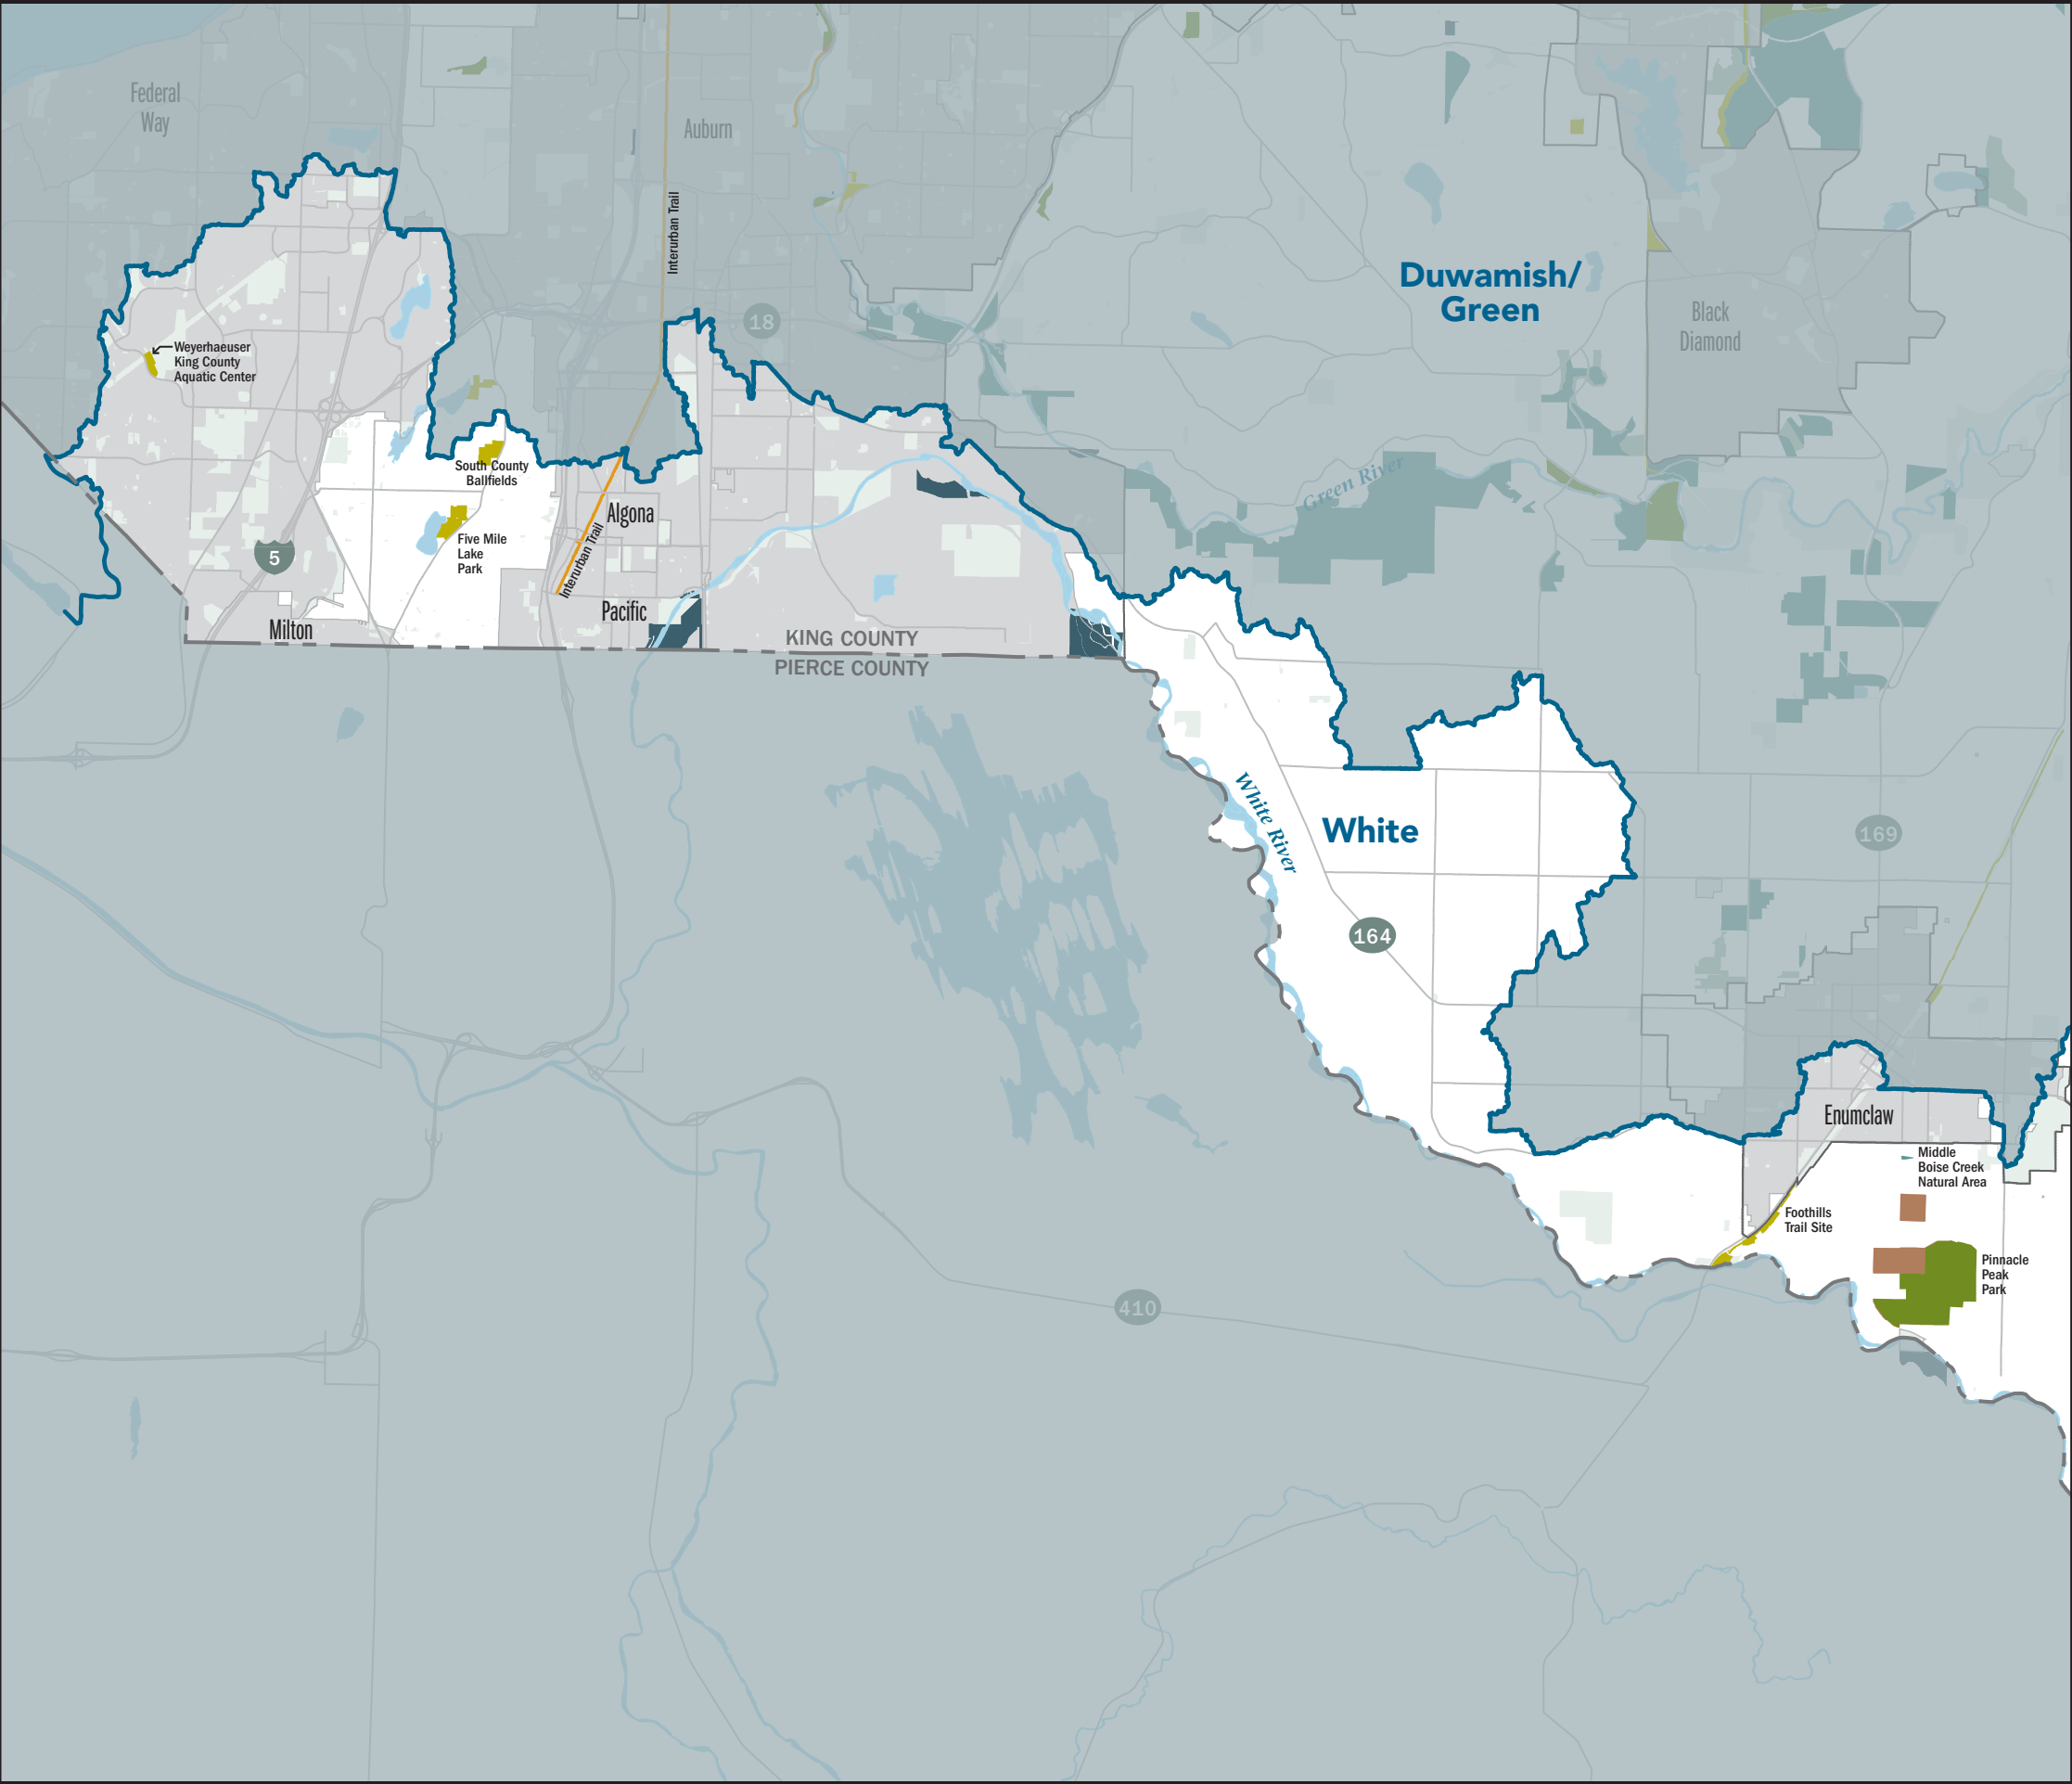 Federal
Way
Auburn
Interurban Trail
Duwamish/
Green
18
Black
Diamond
Weyerhaeuser
King County
Aquatic Center
South County
Ballfields
Green River
Algona
Interurban Trail
Five Mile
Lake
Park
5
Pacific
Milton
KING COUNTY
PIERCE COUNTY
White River
White
169
164
Enumclaw
Middle
Boise Creek
Natural Area
Foothills
Trail Site
Pinnacle
Peak
Park
410